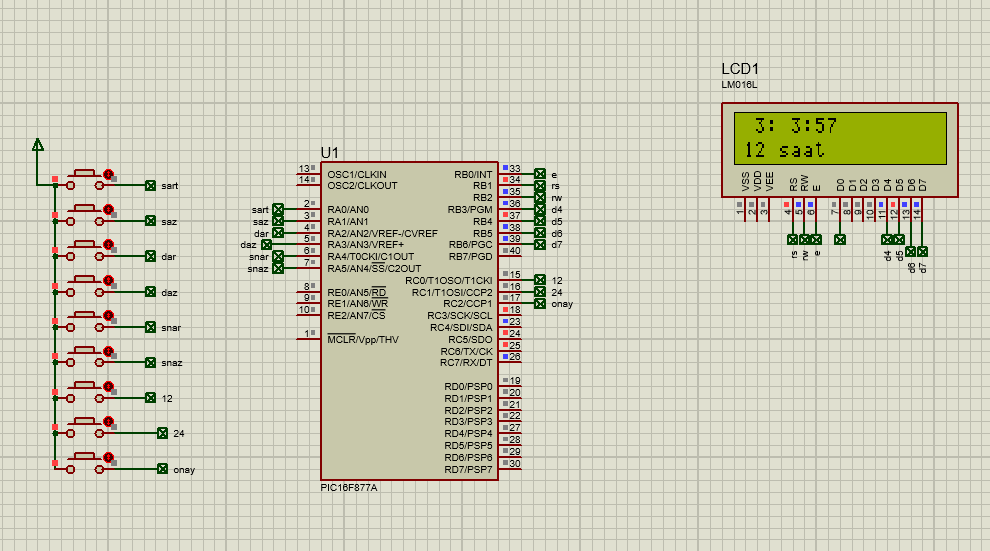 LCD1
LM016L
3: 3:57
12 saat
VSS
VDD
VEE
RS
RW
E
D0
D1
D2
D3
D4
D5
D6
D7
1
2
3
4
5
6
7
8
9
10
11
12
13
14
rs
rw
e
d4
d5
d6
d7
sart
saz
dar
daz
snar
snaz
12
24
onay
U1
13 OSC1/CLKIN
14 OSC2/CLKOUT
sart 2 RA0/AN0
saz 3 RA1/AN1
dar 4 RA2/AN2/VREF-/CVREF
daz 5 RA3/AN3/VREF+
snar 6 RA4/T0CKI/C1OUT
snaz 7 RA5/AN4/SS/C2OUT
8 RE0/AN5/RD
9 RE1/AN6/WR
10 RE2/AN7/CS
1 MCLR/Vpp/THV
RB0/INT 33 e
RB1 34 rs
RB2 35 rw
RB3/PGM 36 d4
RB4 37 d5
RB5 38 d6
RB6/PGC 39 d7
RB7/PGD 40
RC0/T1OSO/T1CKI 15 12
RC1/T1OSI/CCP2 16 24
RC2/CCP1 17 onay
RC3/SCK/SCL 18
RC4/SDI/SDA 23
RC5/SDO 24
RC6/TX/CK 25
RC7/RX/DT 26
RD0/PSP0 19
RD1/PSP1 20
RD2/PSP2 21
RD3/PSP3 22
RD4/PSP4 27
RD5/PSP5 28
RD6/PSP6 29
RD7/PSP7 30
PIC16F877A